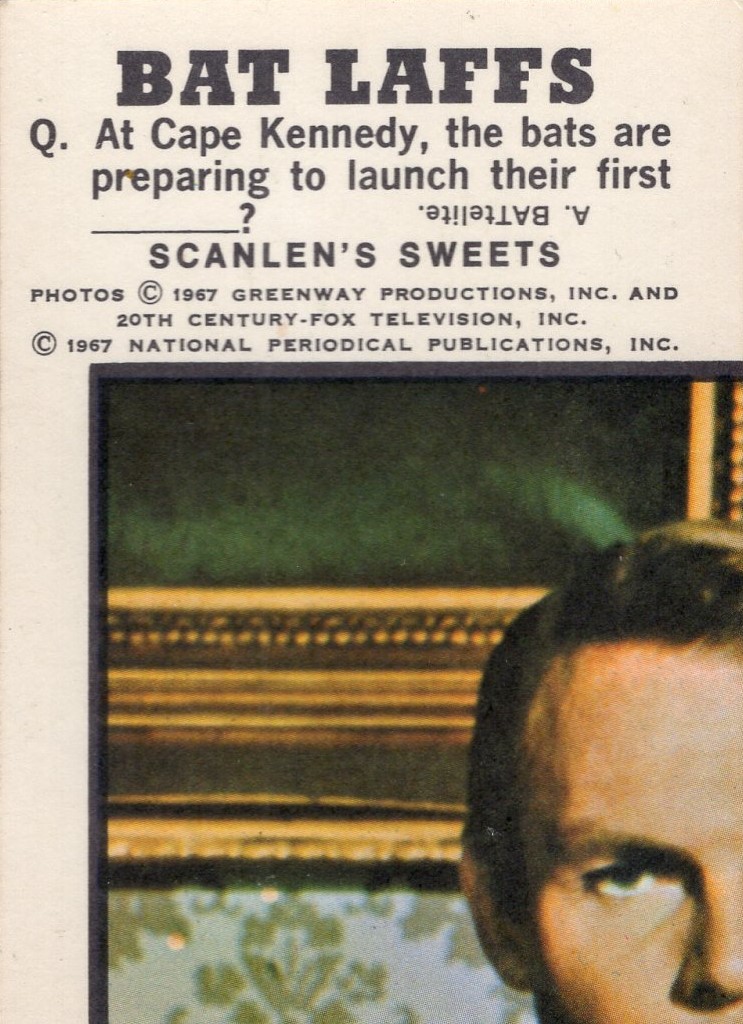 BAT LAFFS
Q. At Cape Kennedy, the bats are
preparing to launch their first
________?
A. BATtelite.
SCANLEN'S SWEETS
PHOTOS © 1967 GREENWAY PRODUCTIONS, INC. AND
20TH CENTURY-FOX TELEVISION, INC.
© 1967 NATIONAL PERIODICAL PUBLICATIONS, INC.